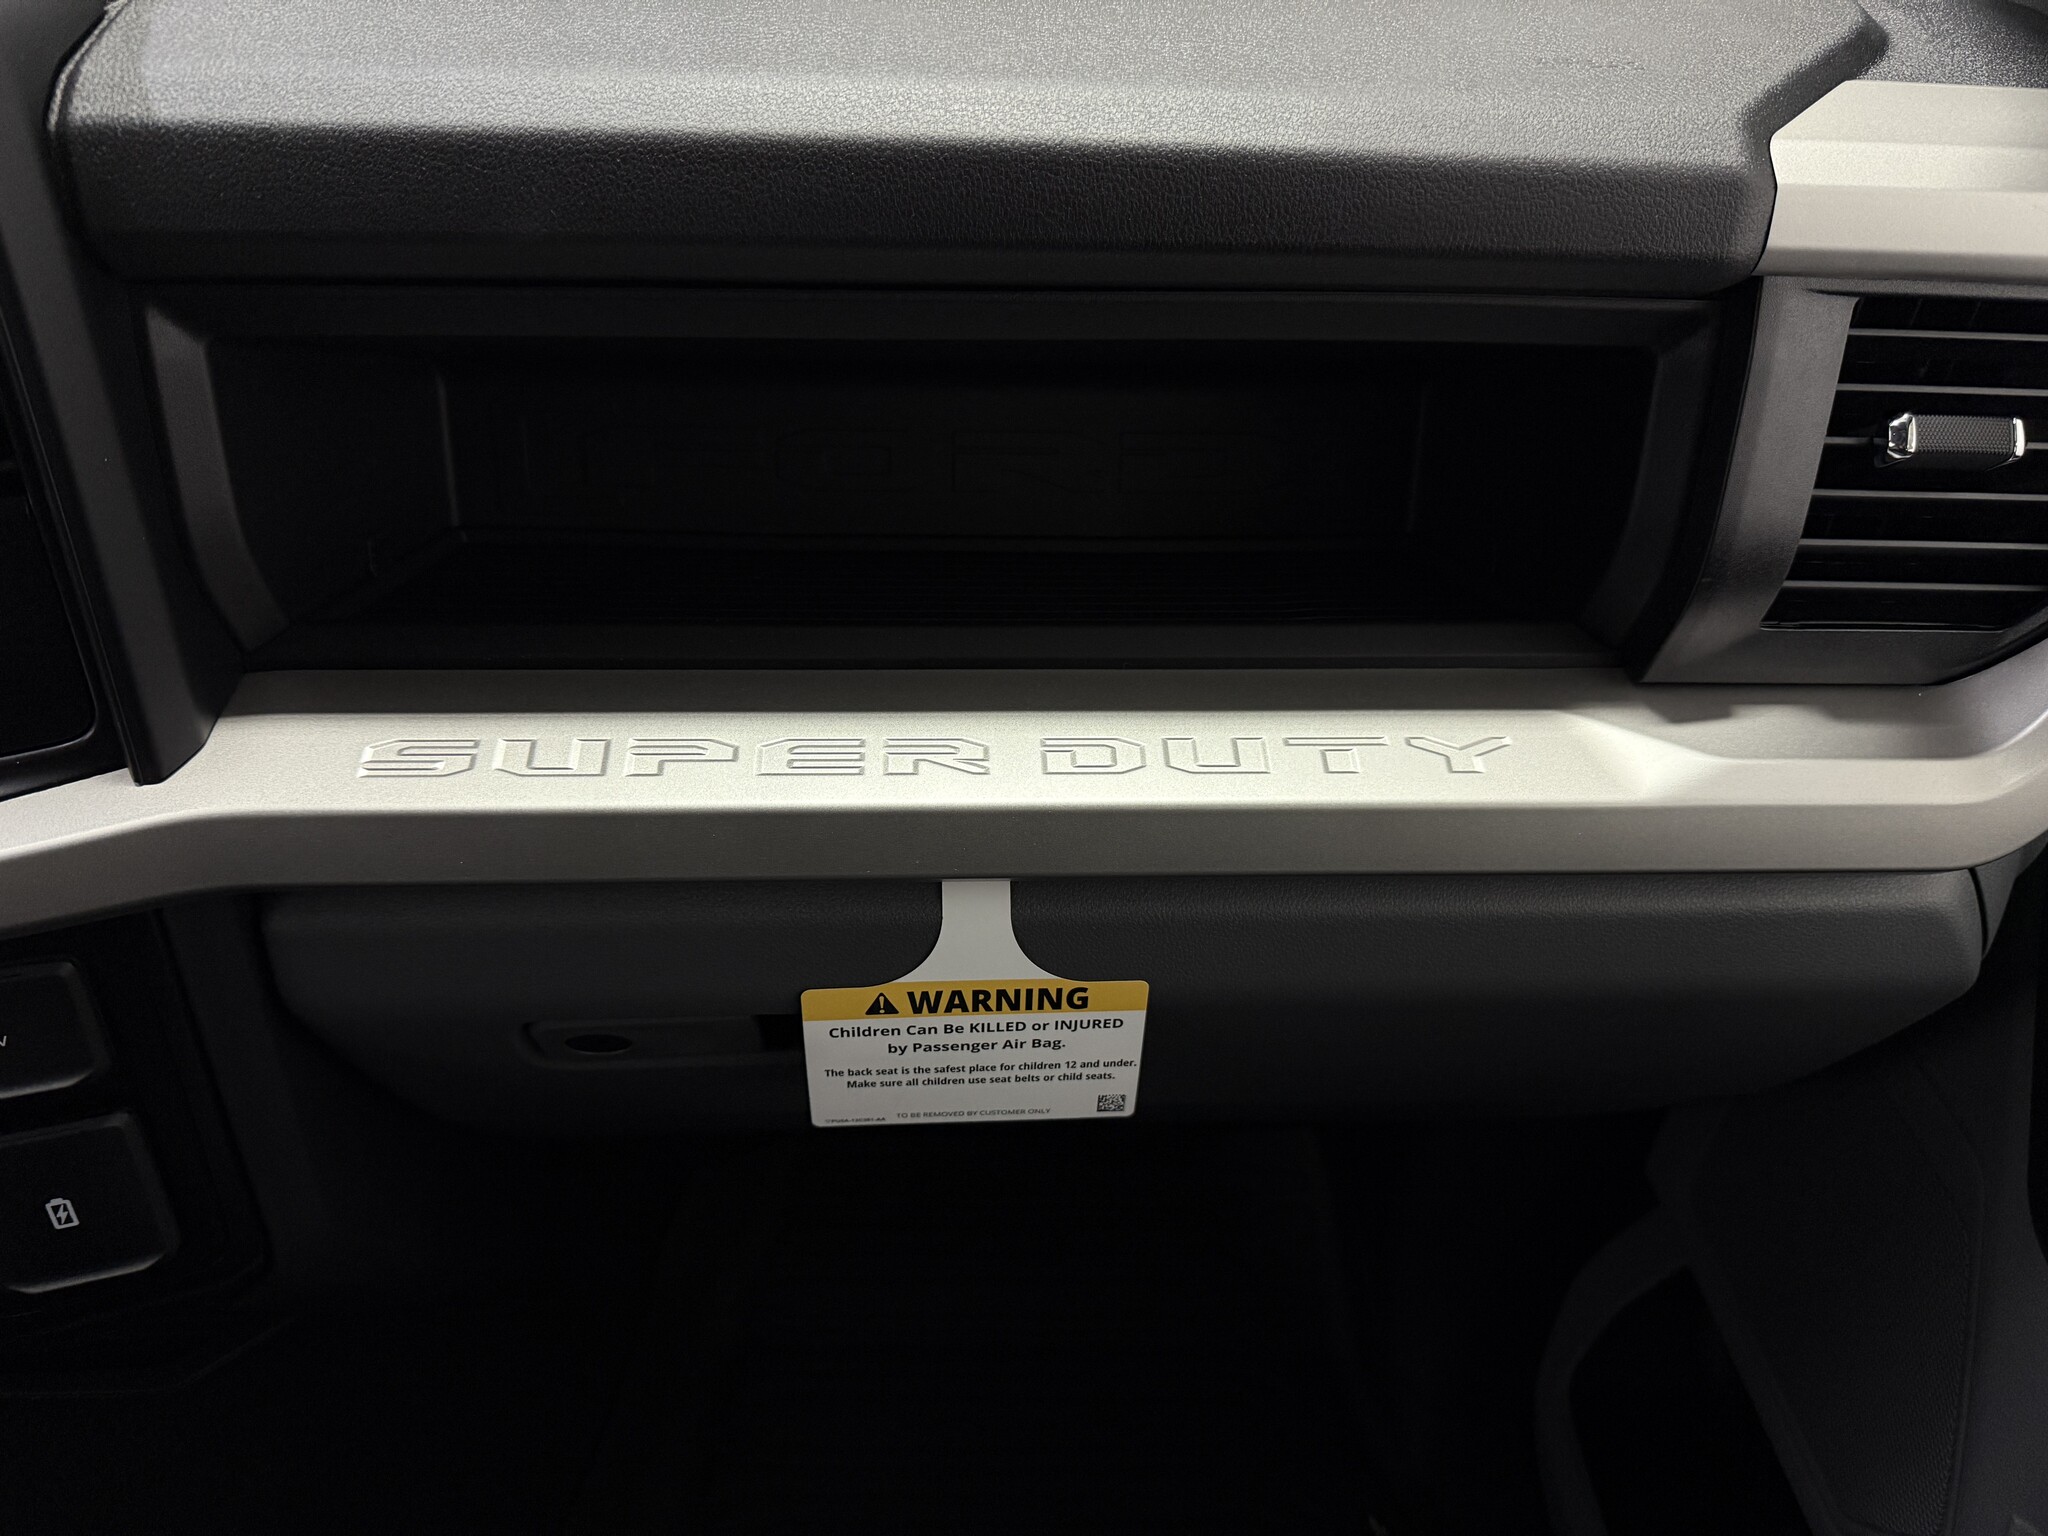 FORD
SUPER DUTY
WARNING
Children Can Be KILLED or INJURED
by Passenger Air Bag.
The back seat is the safest place for children 12 and under.
Make sure all children use seat belts or child seats.
TO BE REMOVED BY CUSTOMER ONLY